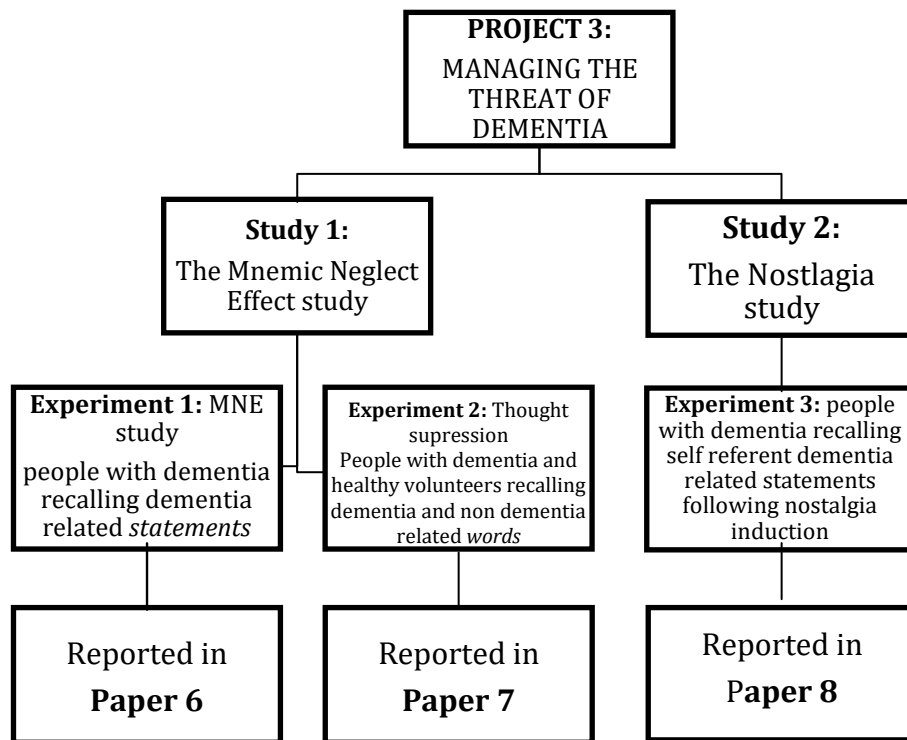 PROJECT 3:
MANAGING THE
THREAT OF
DEMENTIA
Study 1:
The Mnemic Neglect
Effect study
Study 2:
The Nostlagia
study
Experiment 1: MNE
study
people with dementia
recalling dementia
related statements
Experiment 2: Thought
supression
People with dementia and
healthy volunteers recalling
dementia and non dementia
related words
Experiment 3: people
with dementia recalling
self referent dementia
related statements
following nostalgia
induction
Reported in
Paper 6
Reported in
Paper 7
Reported in
Paper 8